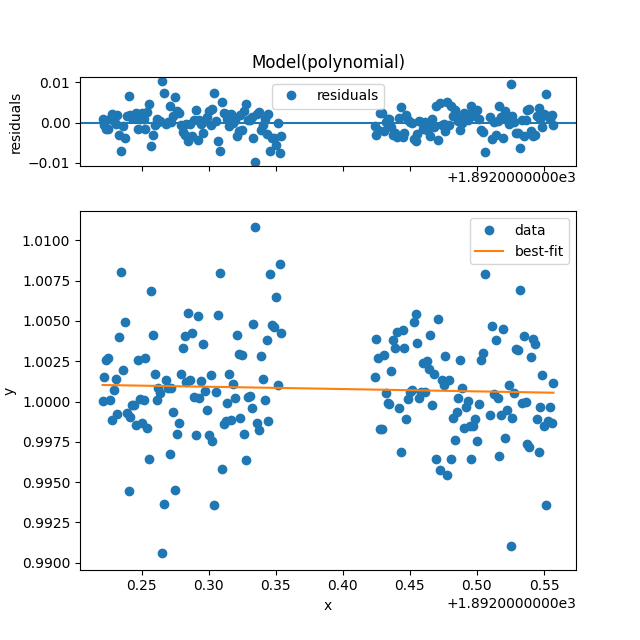 Model(polynomial)
residuals
0.01
0.00
−0.01
residuals
+1.8920000000e3
y
1.0100
1.0075
1.0050
1.0025
1.0000
0.9975
0.9950
0.9925
0.9900
data
best-fit
0.25 0.30 0.35 0.40 0.45 0.50 0.55
x
+1.8920000000e3